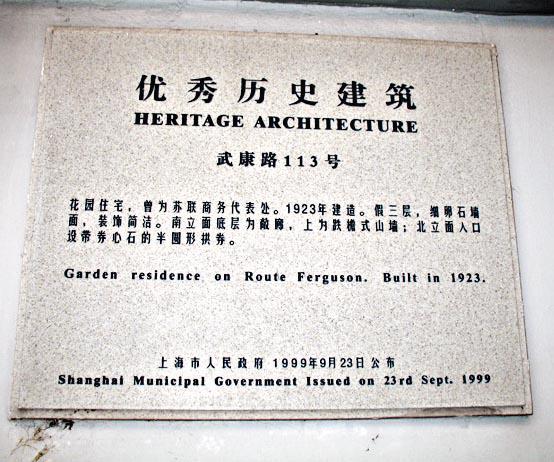 优秀历史建筑
HERITAGE ARCHITECTURE
武康路113号
花园住宅，曾为苏联商务代表处。1923年建造。假三层，细卵石墙
面，装饰简洁。南立面底层为敞廊，上为跌檐式山墙；北立面入口
设带券心石的半圆形拱券。
Garden residence on Route Ferguson. Built in 1923.
上海市人民政府 1999年9月23日公布
Shanghai Municipal Government Issued on 23rd Sept. 1999